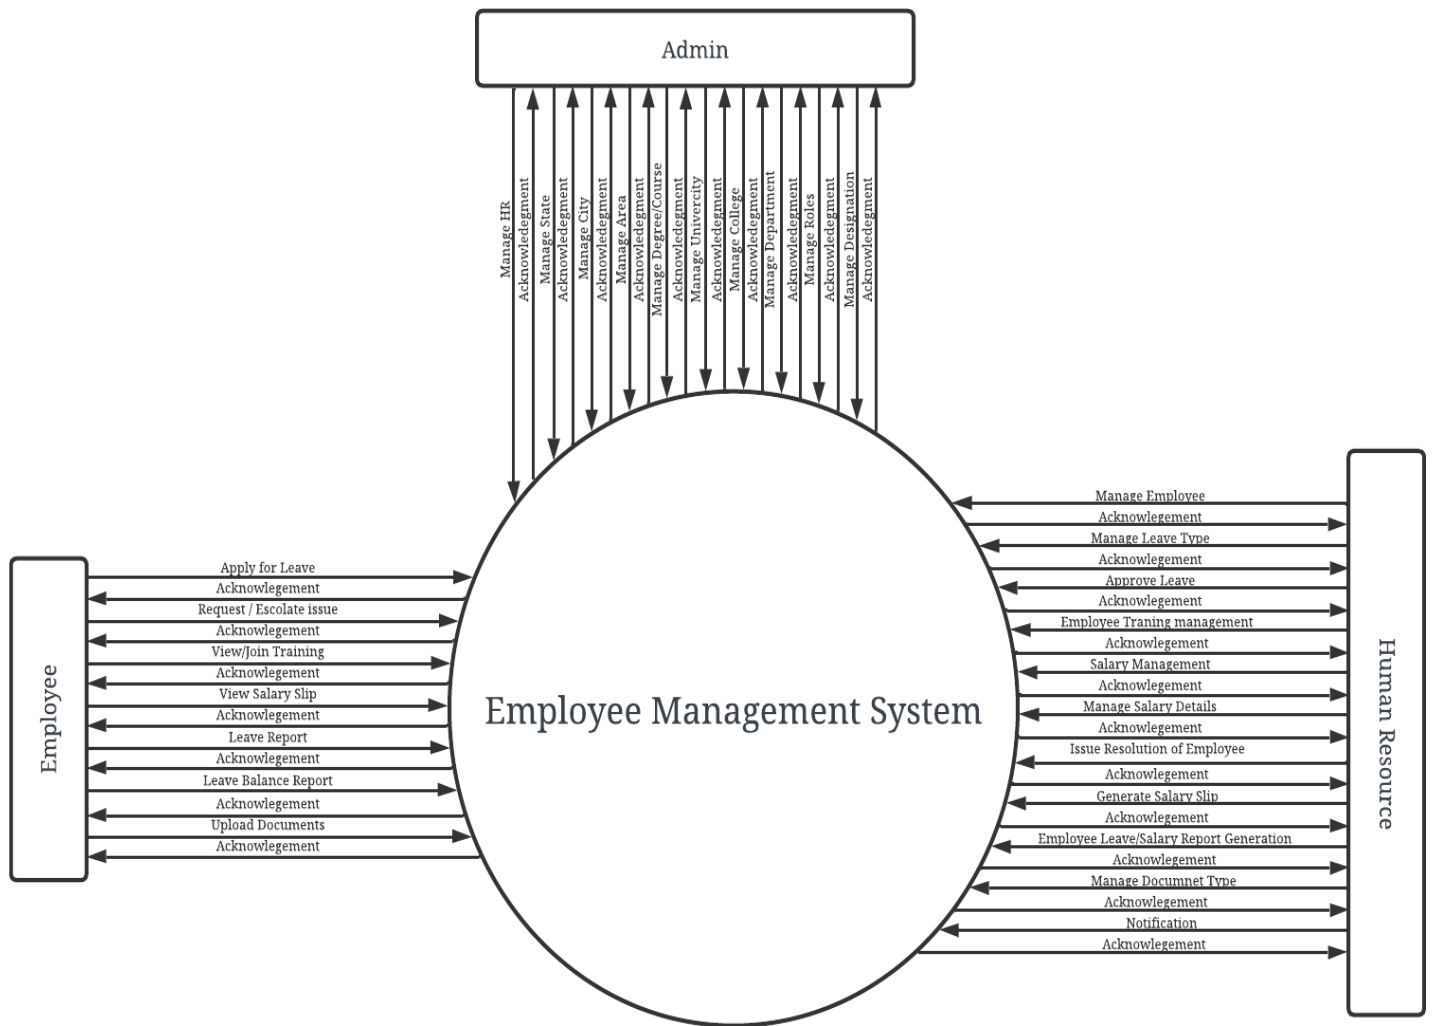 Admin
Manage HR
Acknowledegment
Manage State
Acknowledegment
Manage City
Acknowledegment
Manage Area
Acknowledegment
Manage Degree/Course
Acknowledegment
Manage Univercity
Acknowledegment
Manage College
Acknowledegment
Manage Department
Acknowledegment
Manage Roles
Acknowledegment
Manage Designation
Acknowledegment
Employee
Apply for Leave
Acknowlegement
Request / Escolate issue
Acknowlegement
View/Join Training
Acknowlegement
View Salary Slip
Acknowlegement
Leave Report
Acknowlegement
Leave Balance Report
Acknowlegement
Upload Documents
Acknowlegement
Employee Management System
Manage Employee
Acknowlegement
Manage Leave Type
Acknowlegement
Approve Leave
Acknowlegement
Employee Traning management
Acknowlegement
Salary Management
Acknowlegement
Manage Salary Details
Acknowlegement
Issue Resolution of Employee
Acknowlegement
Generate Salary Slip
Acknowlegement
Employee Leave/Salary Report Generation
Acknowlegement
Manage Documnet Type
Acknowlegement
Notification
Acknowlegement
Human Resource